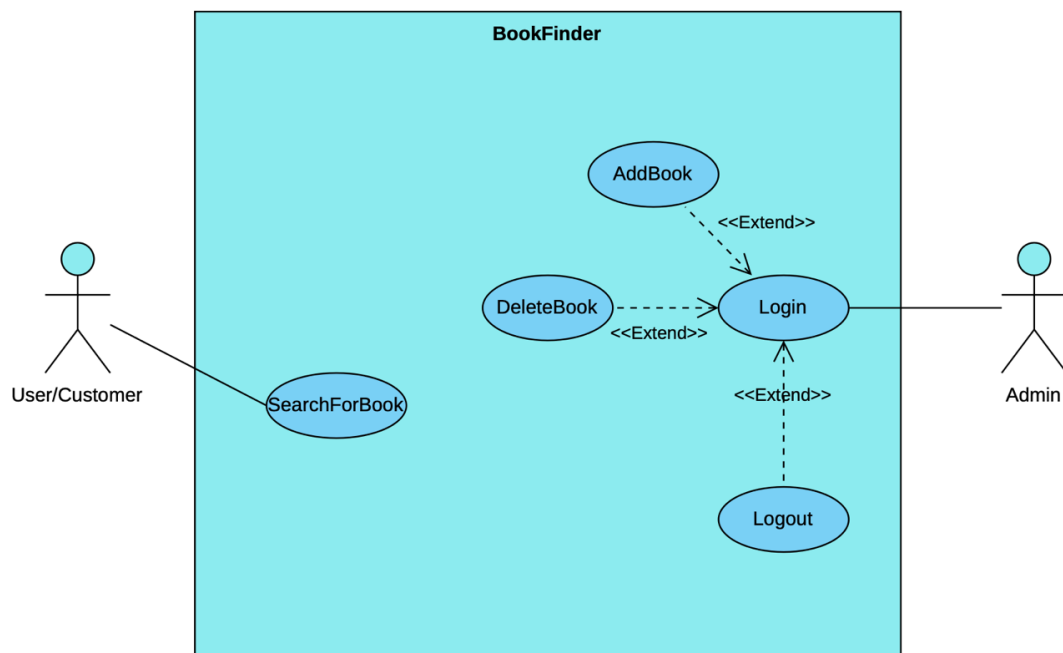 BookFinder
AddBook
<<Extend>>
DeleteBook
<<Extend>>
Login
User/Customer
SearchForBook
<<Extend>>
Admin
Logout